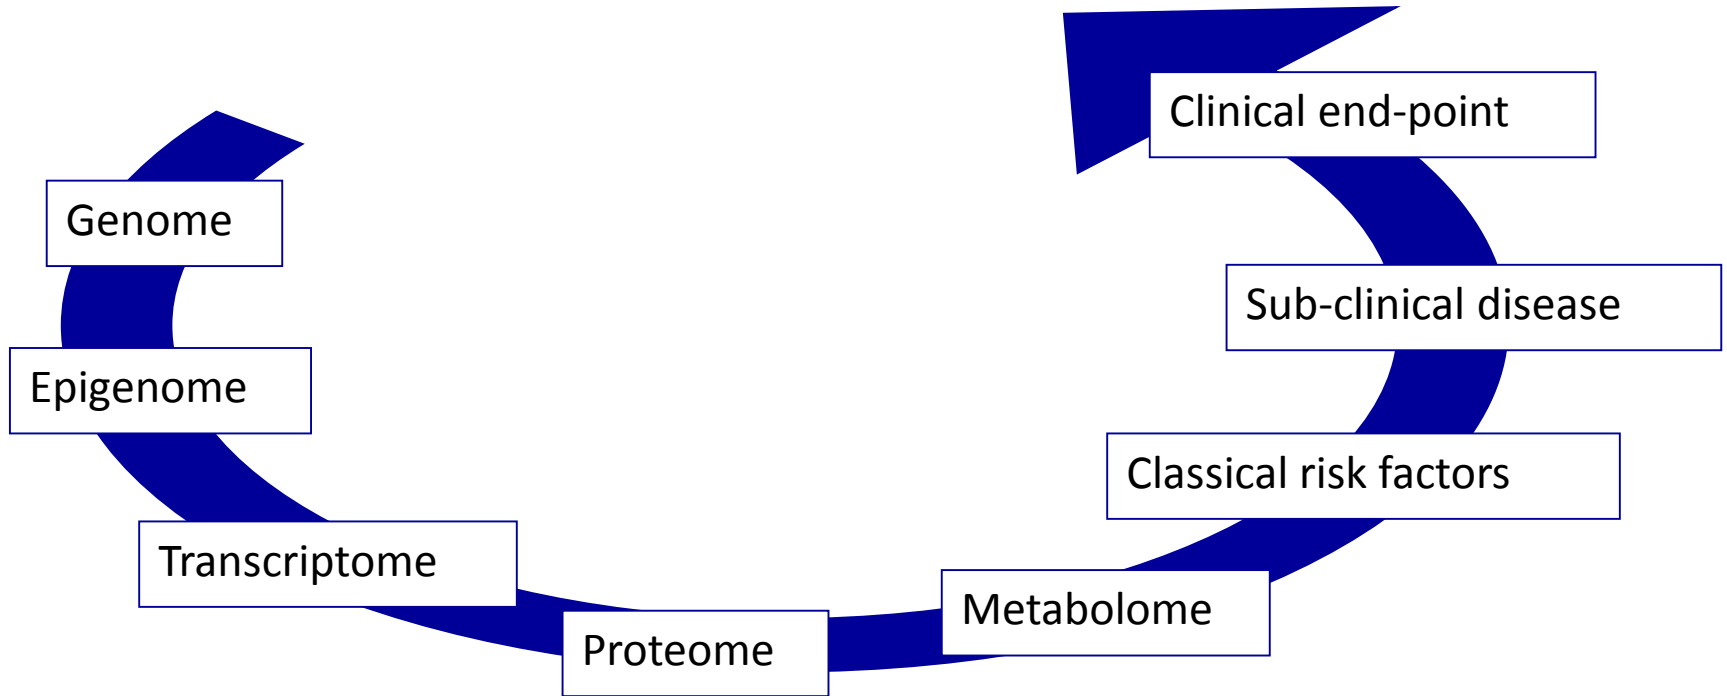 Genome
Epigenome
Transcriptome
Proteome
Metabolome
Classical risk factors
Sub-clinical disease
Clinical end-point